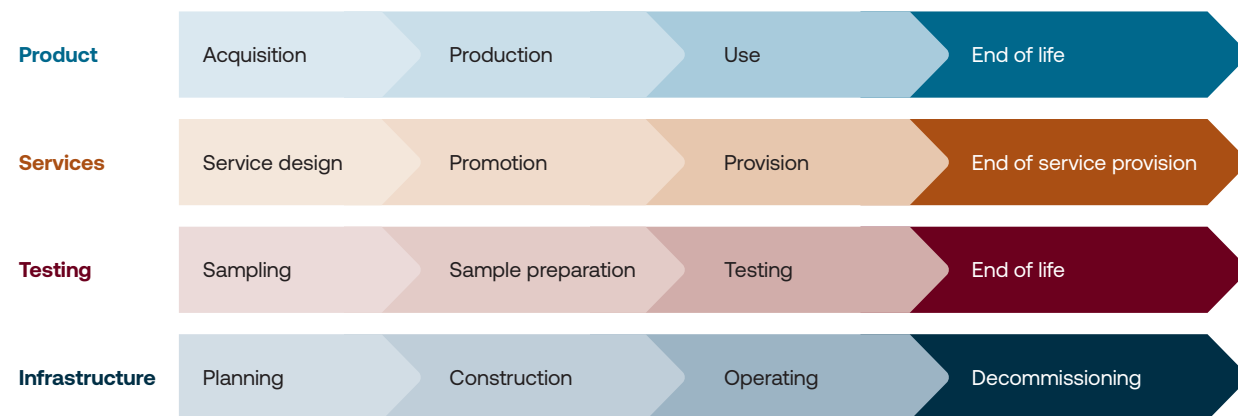 Product Acquisition Production Use End of life
Services Service design Promotion Provision End of service provision
Testing Sampling Sample preparation Testing End of life
Infrastructure Planning Construction Operating Decommissioning